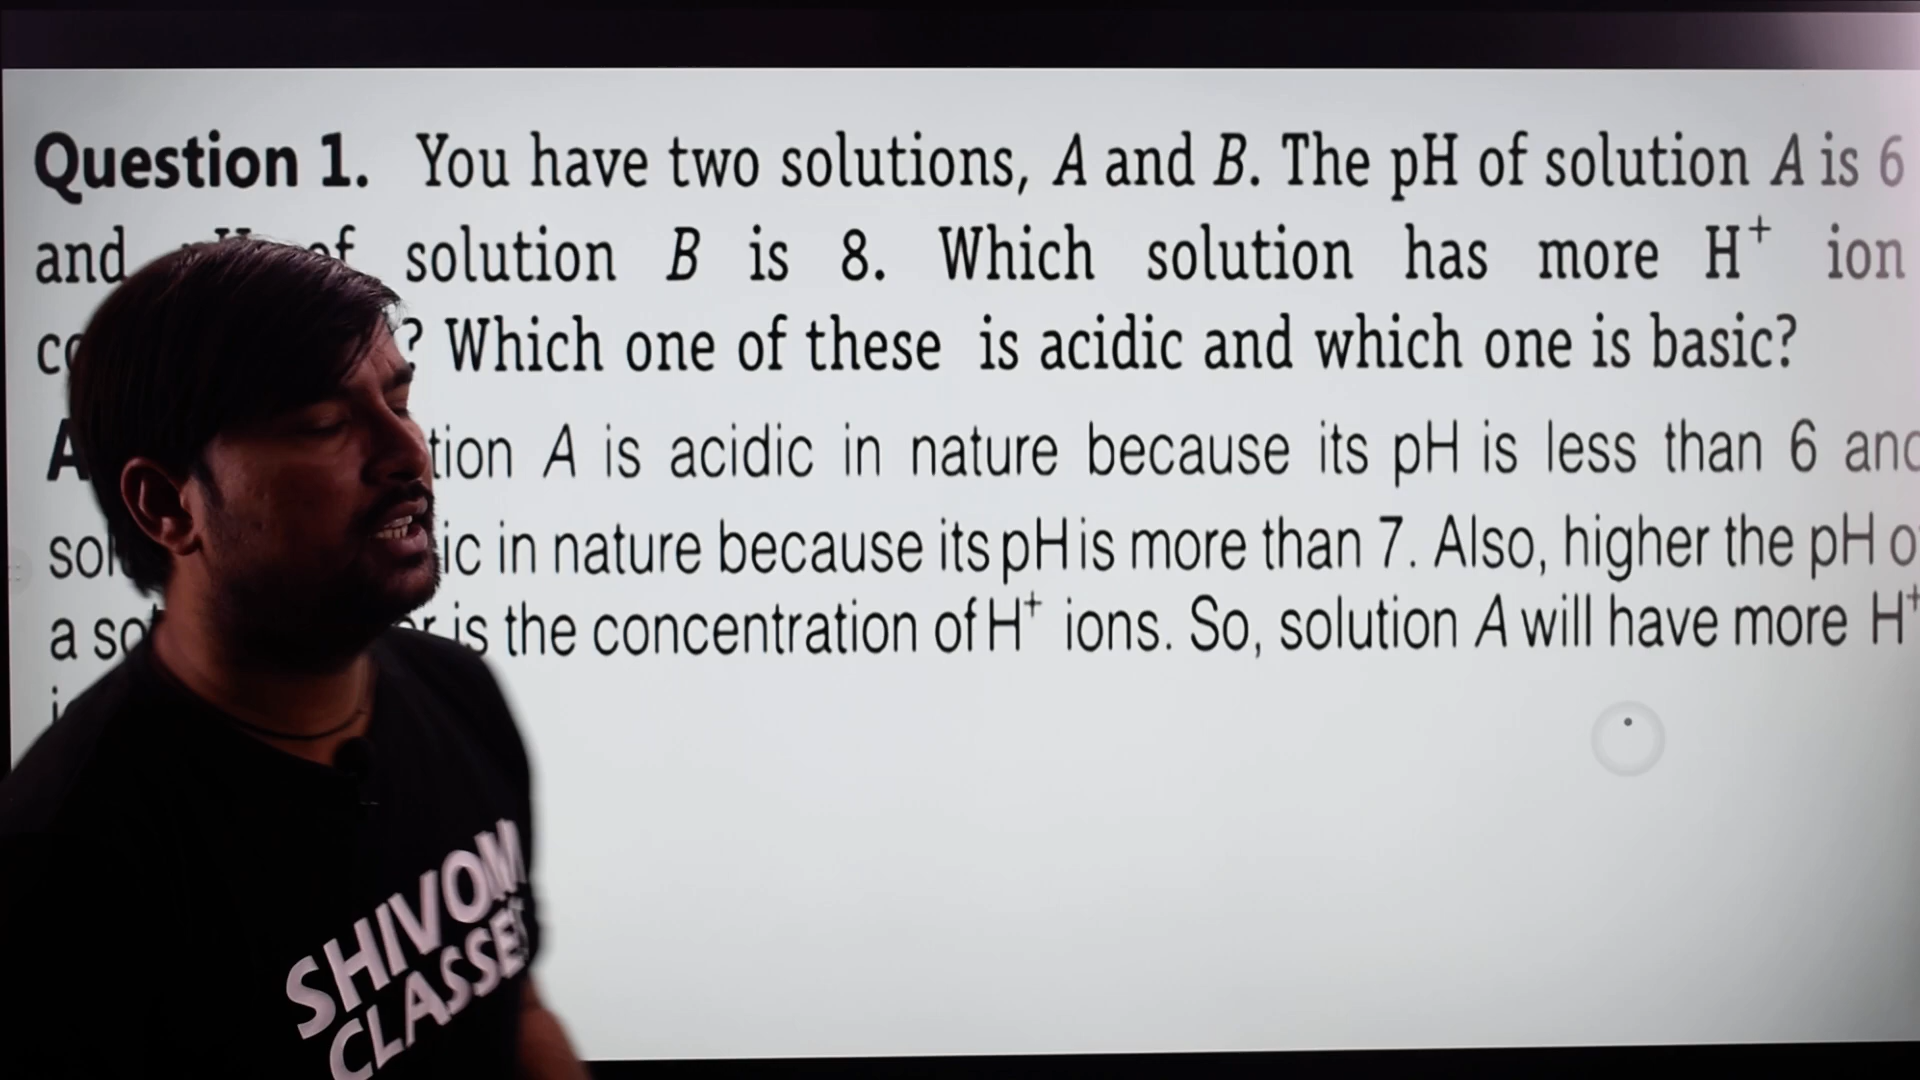 Question 1. You have two solutions, A and B. The pH of solution A is 6
and of solution B is 8. Which solution has more H+ ion
? Which one of these is acidic and which one is basic?
A is acidic in nature because its pH is less than 6 and
in nature because its pH is more than 7. Also, higher the pH
a is the concentration of H+ ions. So, solution A will have more H+
SHIVOM
CLASSES